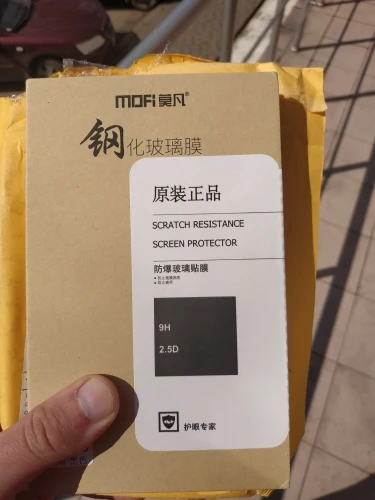 MOFi莫凡®
钢化玻璃膜
原装正品
SCRATCH RESISTANCE
SCREEN PROTECTOR
防爆玻璃贴膜
9H
2.5D
护眼专家